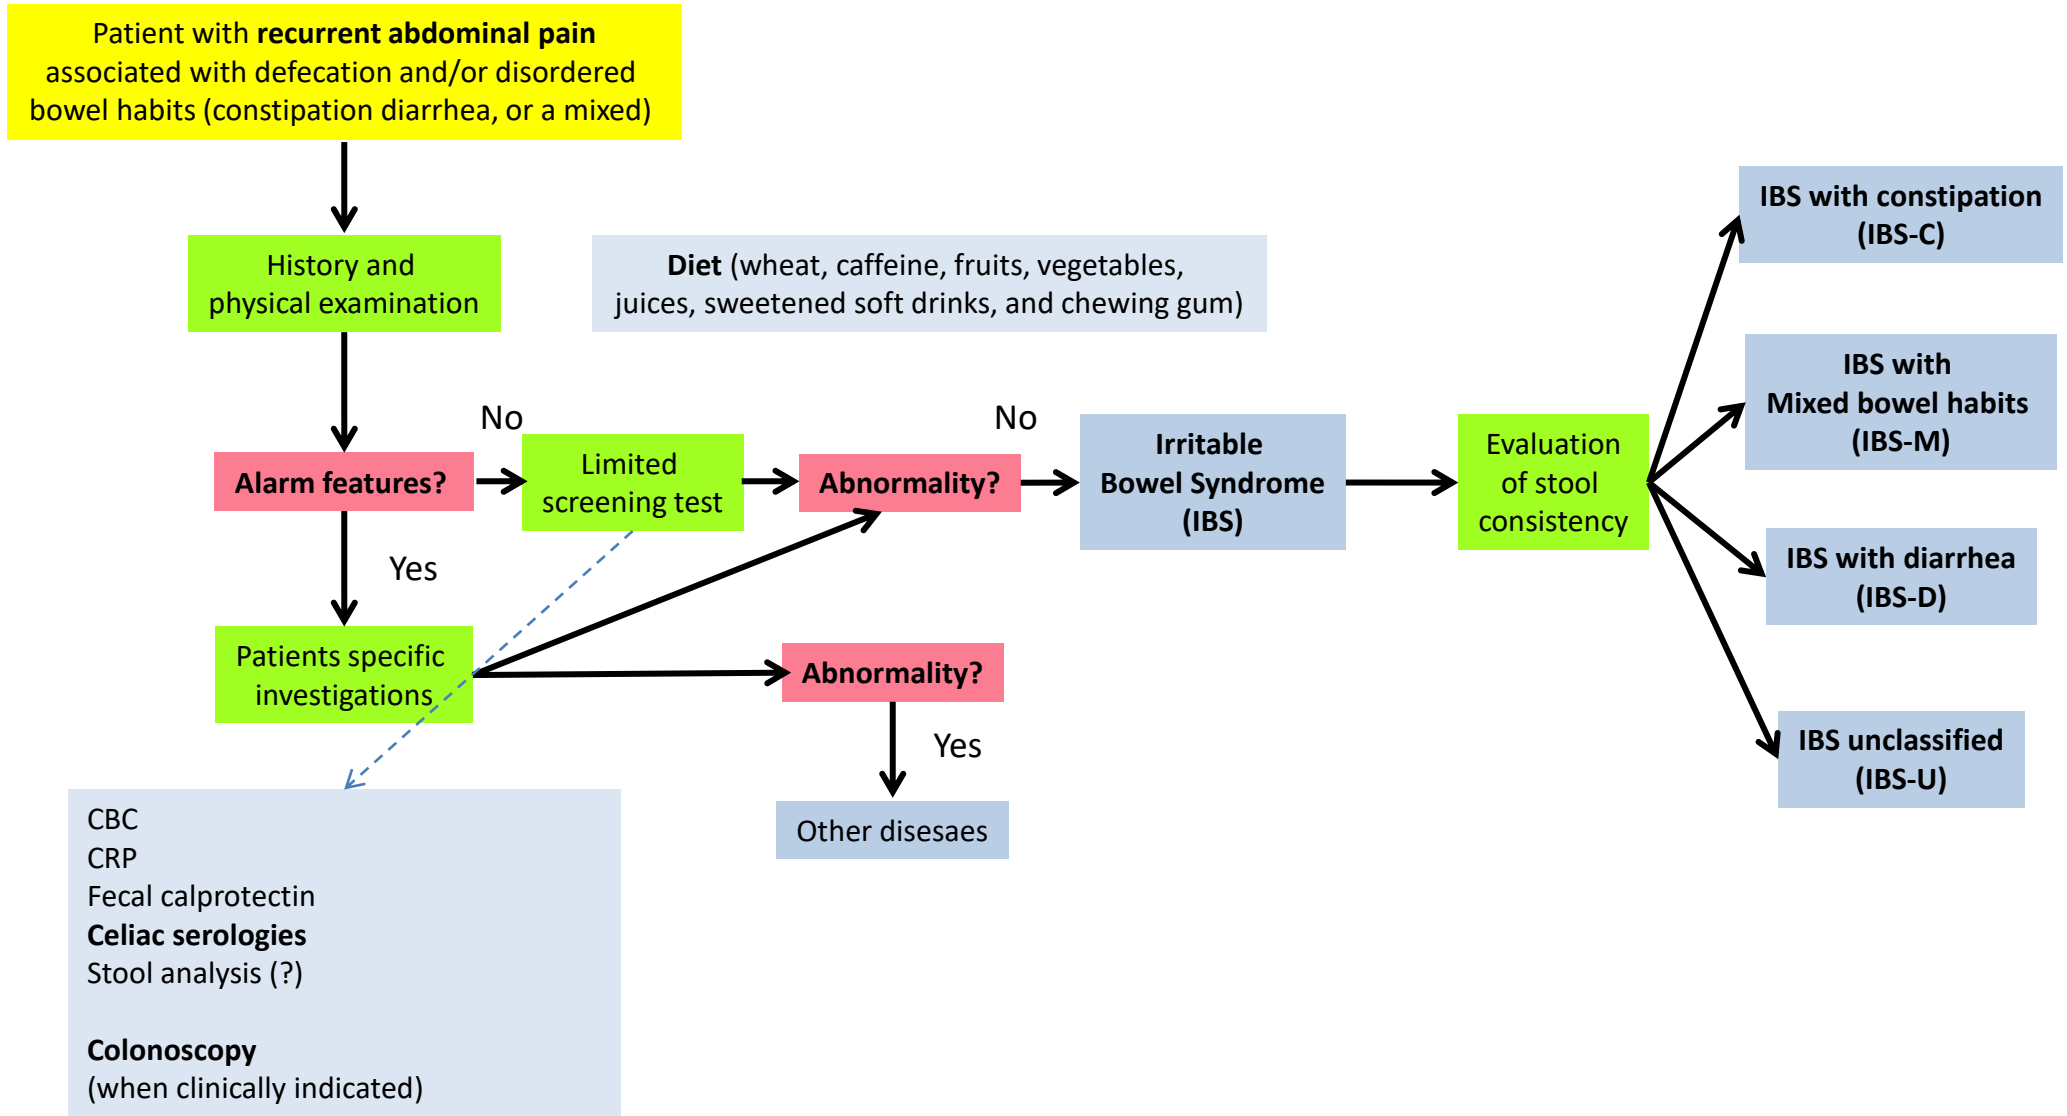 Patient with recurrent abdominal pain
associated with defecation and/or disordered
bowel habits (constipation diarrhea, or a mixed)
History and
physical examination
Diet (wheat, caffeine, fruits, vegetables,
juices, sweetened soft drinks, and chewing gum)
Alarm features?
No
Yes
Limited
screening test
Abnormality?
No
Irritable
Bowel Syndrome
(IBS)
Evaluation
of stool
consistency
IBS with constipation
(IBS-C)
IBS with
Mixed bowel habits
(IBS-M)
IBS with diarrhea
(IBS-D)
IBS unclassified
(IBS-U)
Patients specific
investigations
Abnormality?
Yes
Other disesaes
CBC
CRP
Fecal calprotectin
Celiac serologies
Stool analysis (?)
Colonoscopy
(when clinically indicated)